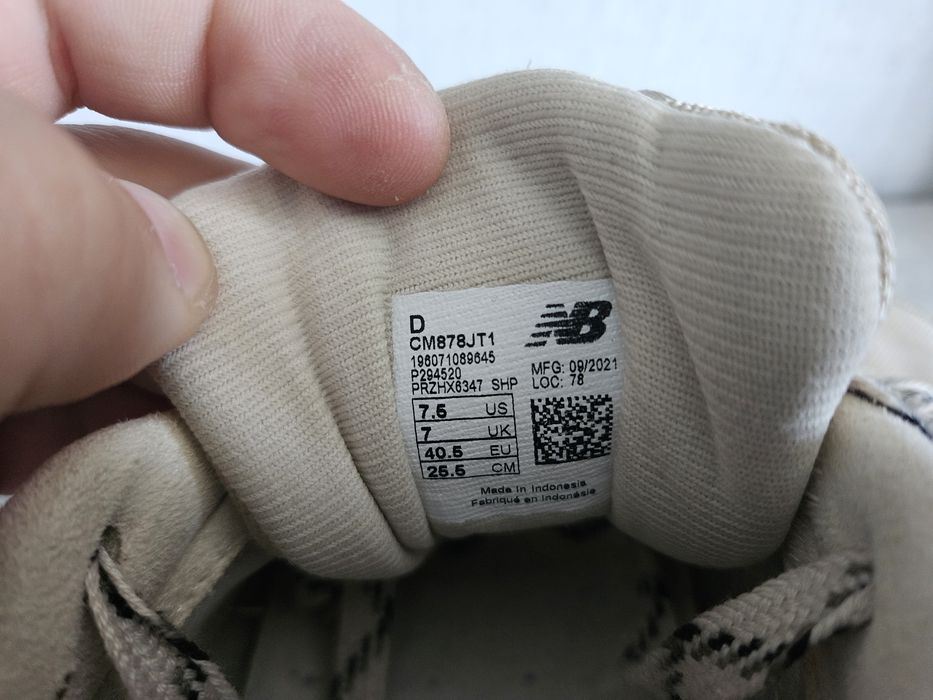 D
NB
CM878JT1
196071089645
P294520
PRZHX6347 SHP
MFG: 09/2021
LOC: 78
7.5 US
7 UK
40.5 EU
25.5 CM
Made in Indonesia
Fabriqué en Indonésie